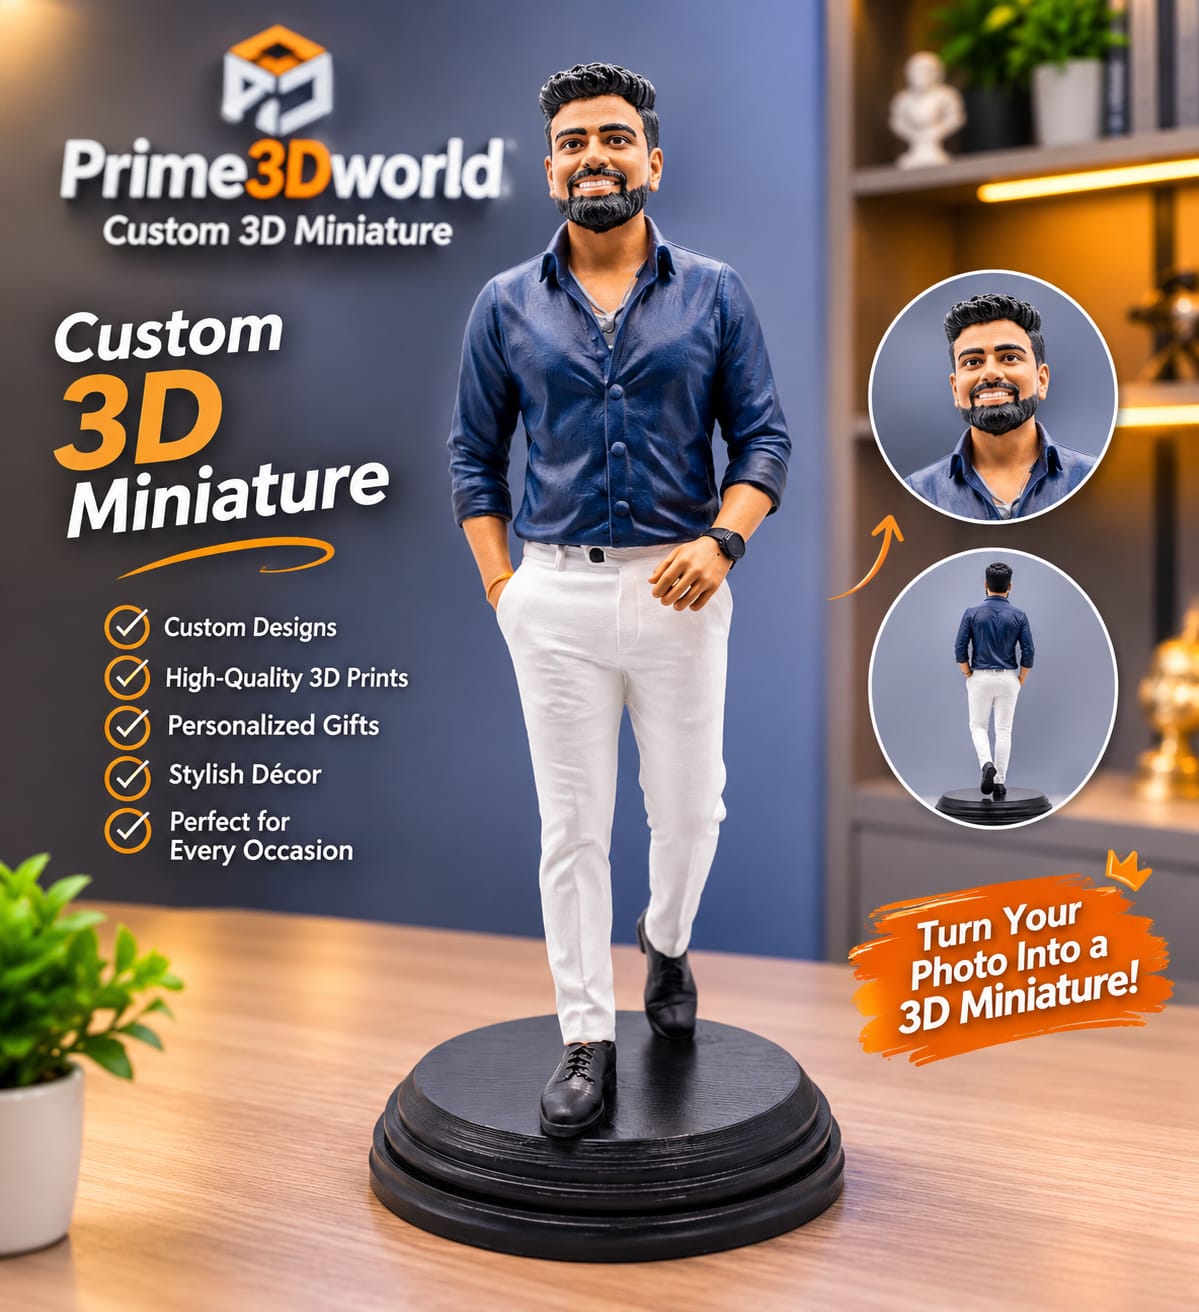 Prime3Dworld
Custom 3D Miniature
Custom
3D
Miniature
Custom Designs
High-Quality 3D Prints
Personalized Gifts
Stylish Décor
Perfect for
Every Occasion
Turn Your
Photo Into a
3D Miniature!